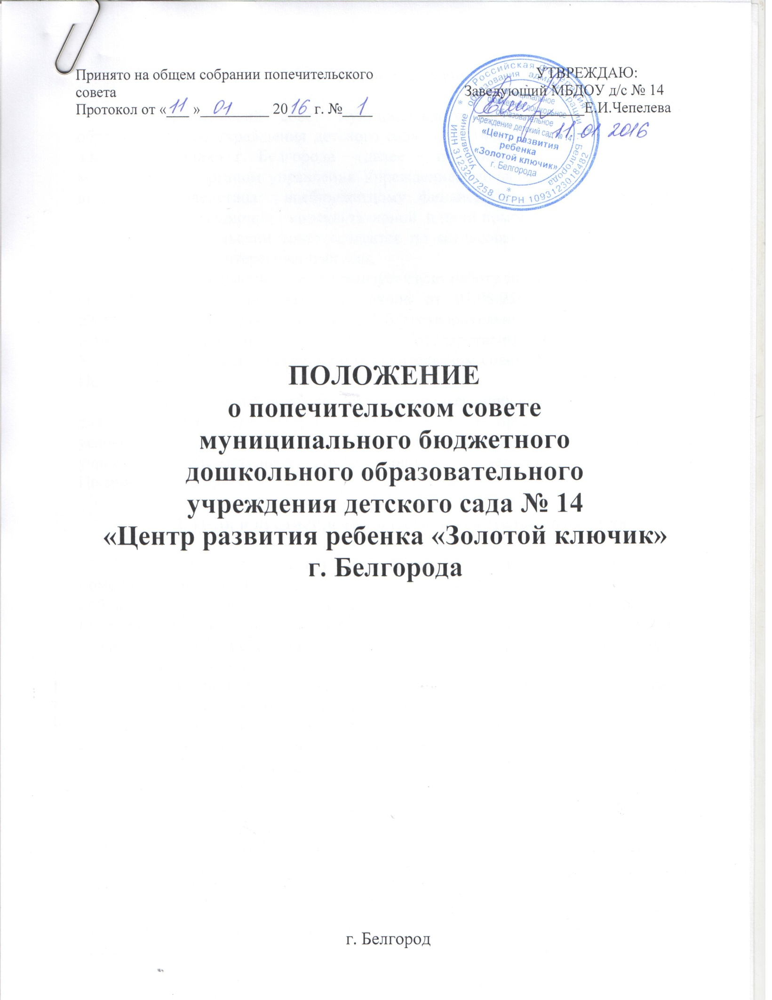 Принято на общем собрании попечительского
совета
Протокол от «11 » 01 2016 г. № 1
УТВЕРЖДАЮ:
Заведующий МБДОУ д/с № 14
Е.И.Чепелева
11.01.2016
* Российская Федерация *
Управление образования администрации г. Белгорода
ИНН 3123207258 ОГРН 1093123018482
*
муниципальное
бюджетное дошкольное
образовательное
учреждение детский сад № 14
«Центр развития
ребенка
«Золотой ключик»
г. Белгорода
ПОЛОЖЕНИЕ
о попечительском совете
муниципального бюджетного
дошкольного образовательного
учреждения детского сада № 14
«Центр развития ребенка «Золотой ключик»
г. Белгорода
г. Белгород